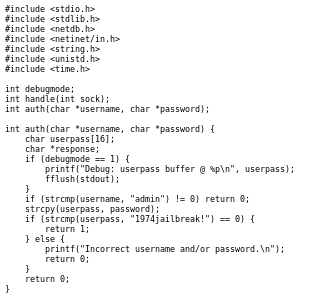 #include <stdio.h>
#include <stdlib.h>
#include <netdb.h>
#include <netinet/in.h>
#include <string.h>
#include <unistd.h>
#include <time.h>

int debugmode;
int handle(int sock);
int auth(char *username, char *password);

int auth(char *username, char *password) {
    char userpass[16];
    char *response;
    if (debugmode == 1) {
        printf("Debug: userpass buffer @ %p\n", userpass);
        fflush(stdout);
    }
    if (strcmp(username, "admin") != 0) return 0;
    strcpy(userpass, password);
    if (strcmp(userpass, "1974jailbreak!") == 0) {
        return 1;
    } else {
        printf("Incorrect username and/or password.\n");
        return 0;
    }
    return 0;
}